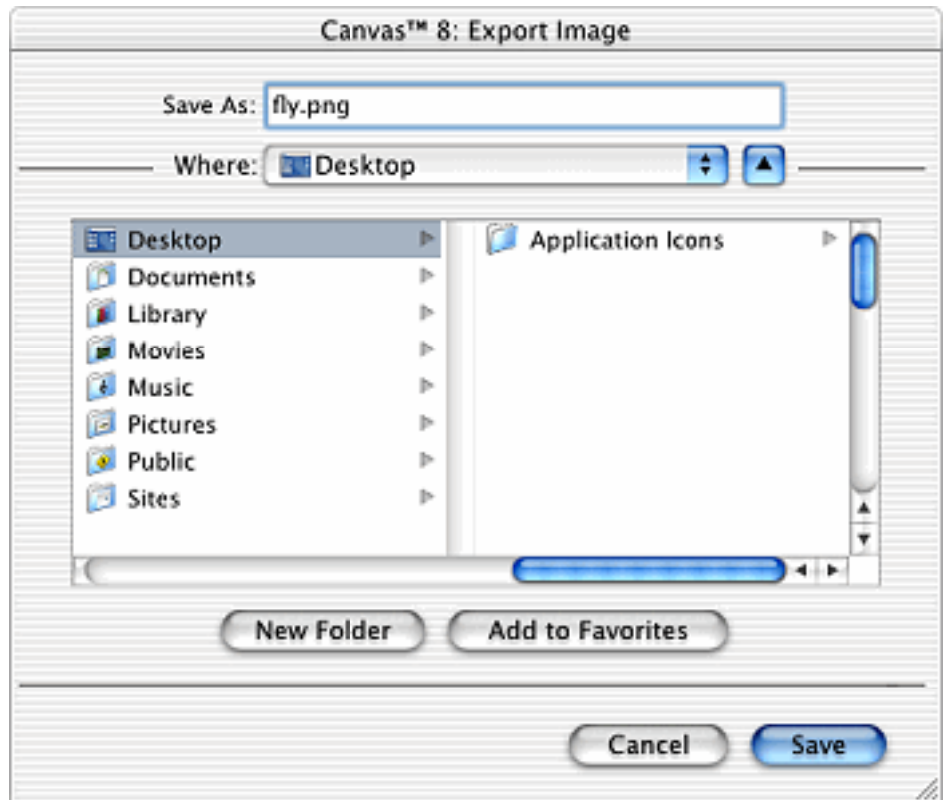 Canvas™ 8: Export Image
Save As: fly.png
Where: Desktop
Desktop
Application Icons
Documents
Library
Movies
Music
Pictures
Public
Sites
New Folder
Add to Favorites
Cancel
Save